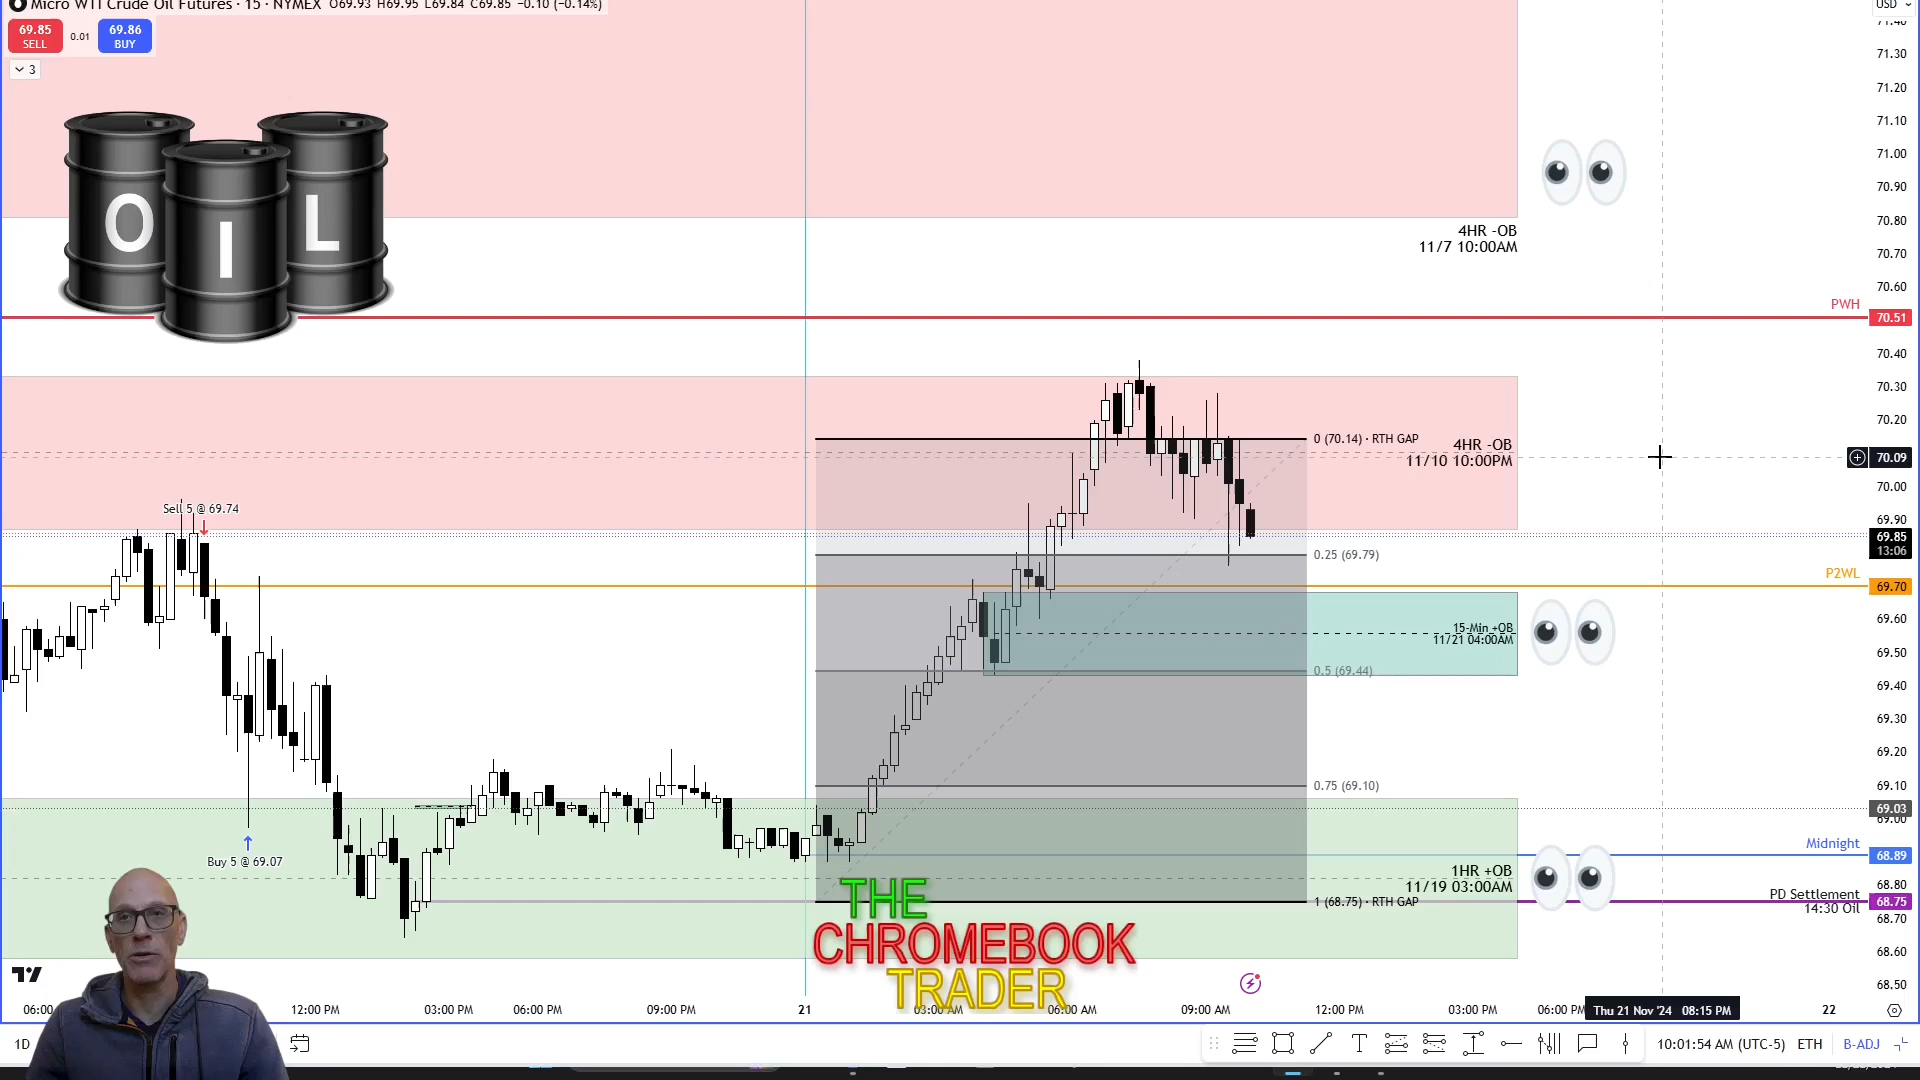 Micro WTI Crude Oil Futures · 15 · NYMEX O69.93 H69.95 L69.84 C69.85 −0.10 (−0.14%)
USD
69.85
SELL
0.01
69.86
BUY
3
71.40
71.30
71.20
71.10
71.00
70.90
70.80
70.70
70.60
O I L
4HR -OB
11/7 10:00AM
PWH
70.51
70.40
70.30
70.20
0 (70.14) · RTH GAP
4HR -OB
11/10 10:00PM
70.09
70.00
69.90
Sell 5 @ 69.74
69.85
13:06
0.25 (69.79)
P2WL
69.70
69.60
15-Min +OB
11/21 04:00AM
69.50
0.5 (69.44)
69.40
69.30
69.20
69.10
0.75 (69.10)
69.03
69.00
Midnight
68.89
Buy 5 @ 69.07
1HR +OB
11/19 03:00AM
68.80
1 (68.75) · RTH GAP
PD Settlement
14:30 Oil
68.75
68.70
68.60
68.50
THE
CHROMEBOOK
TRADER
06:00
12:00 PM
03:00 PM
06:00 PM
09:00 PM
21
03:00 AM
06:00 AM
09:00 AM
12:00 PM
03:00 PM
06:00 PM
Thu 21 Nov '24 08:15 PM
22
1D
10:01:54 AM (UTC-5)
ETH
B-ADJ